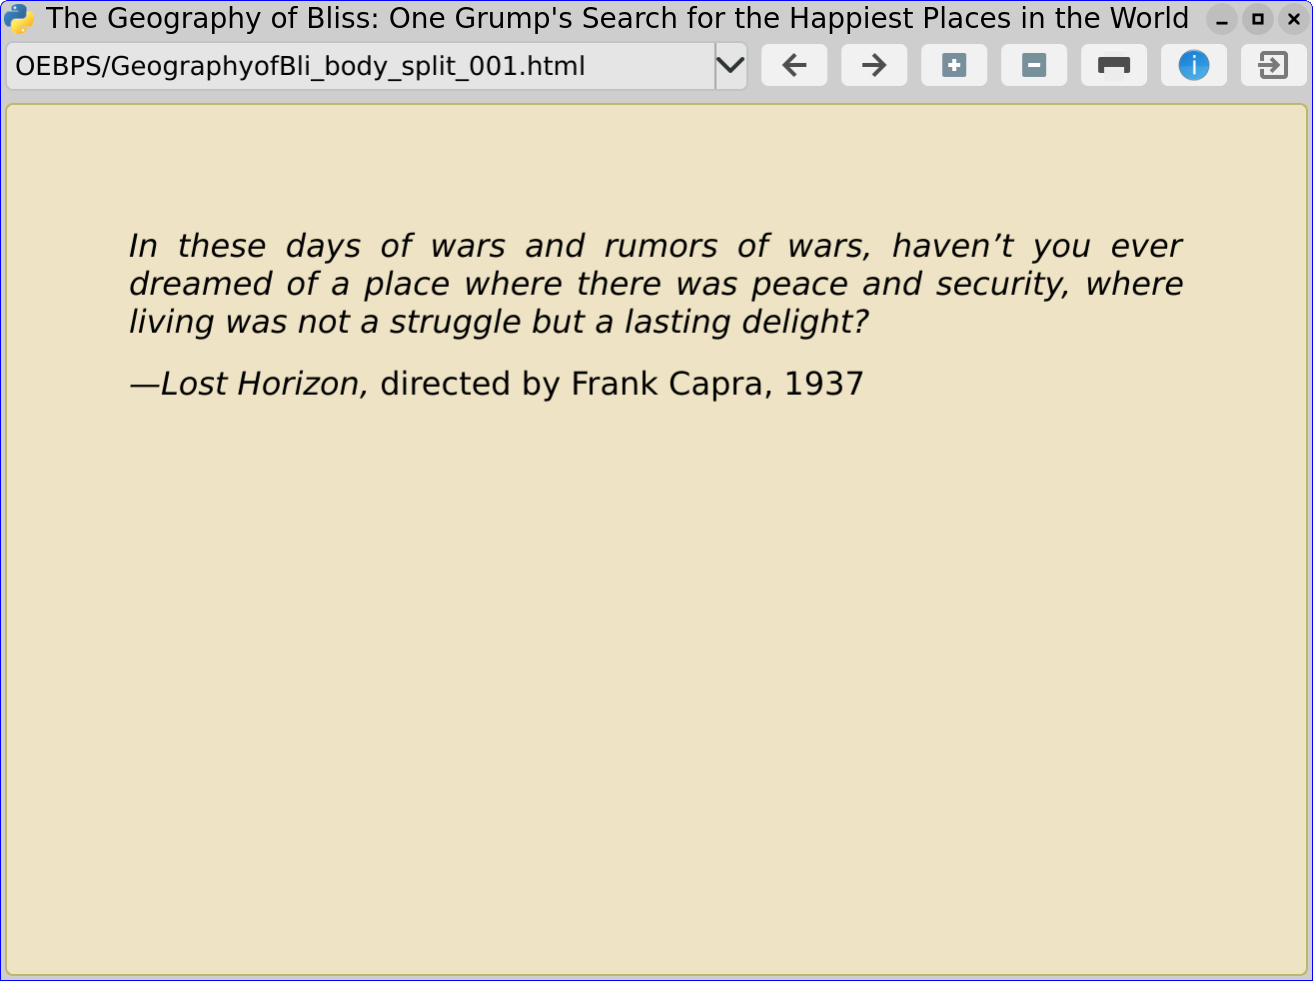 The Geography of Bliss: One Grump's Search for the Happiest Places in the World
OEBPS/GeographyofBli_body_split_001.html
In these days of wars and rumors of wars, haven’t you ever
dreamed of a place where there was peace and security, where
living was not a struggle but a lasting delight?
—Lost Horizon, directed by Frank Capra, 1937